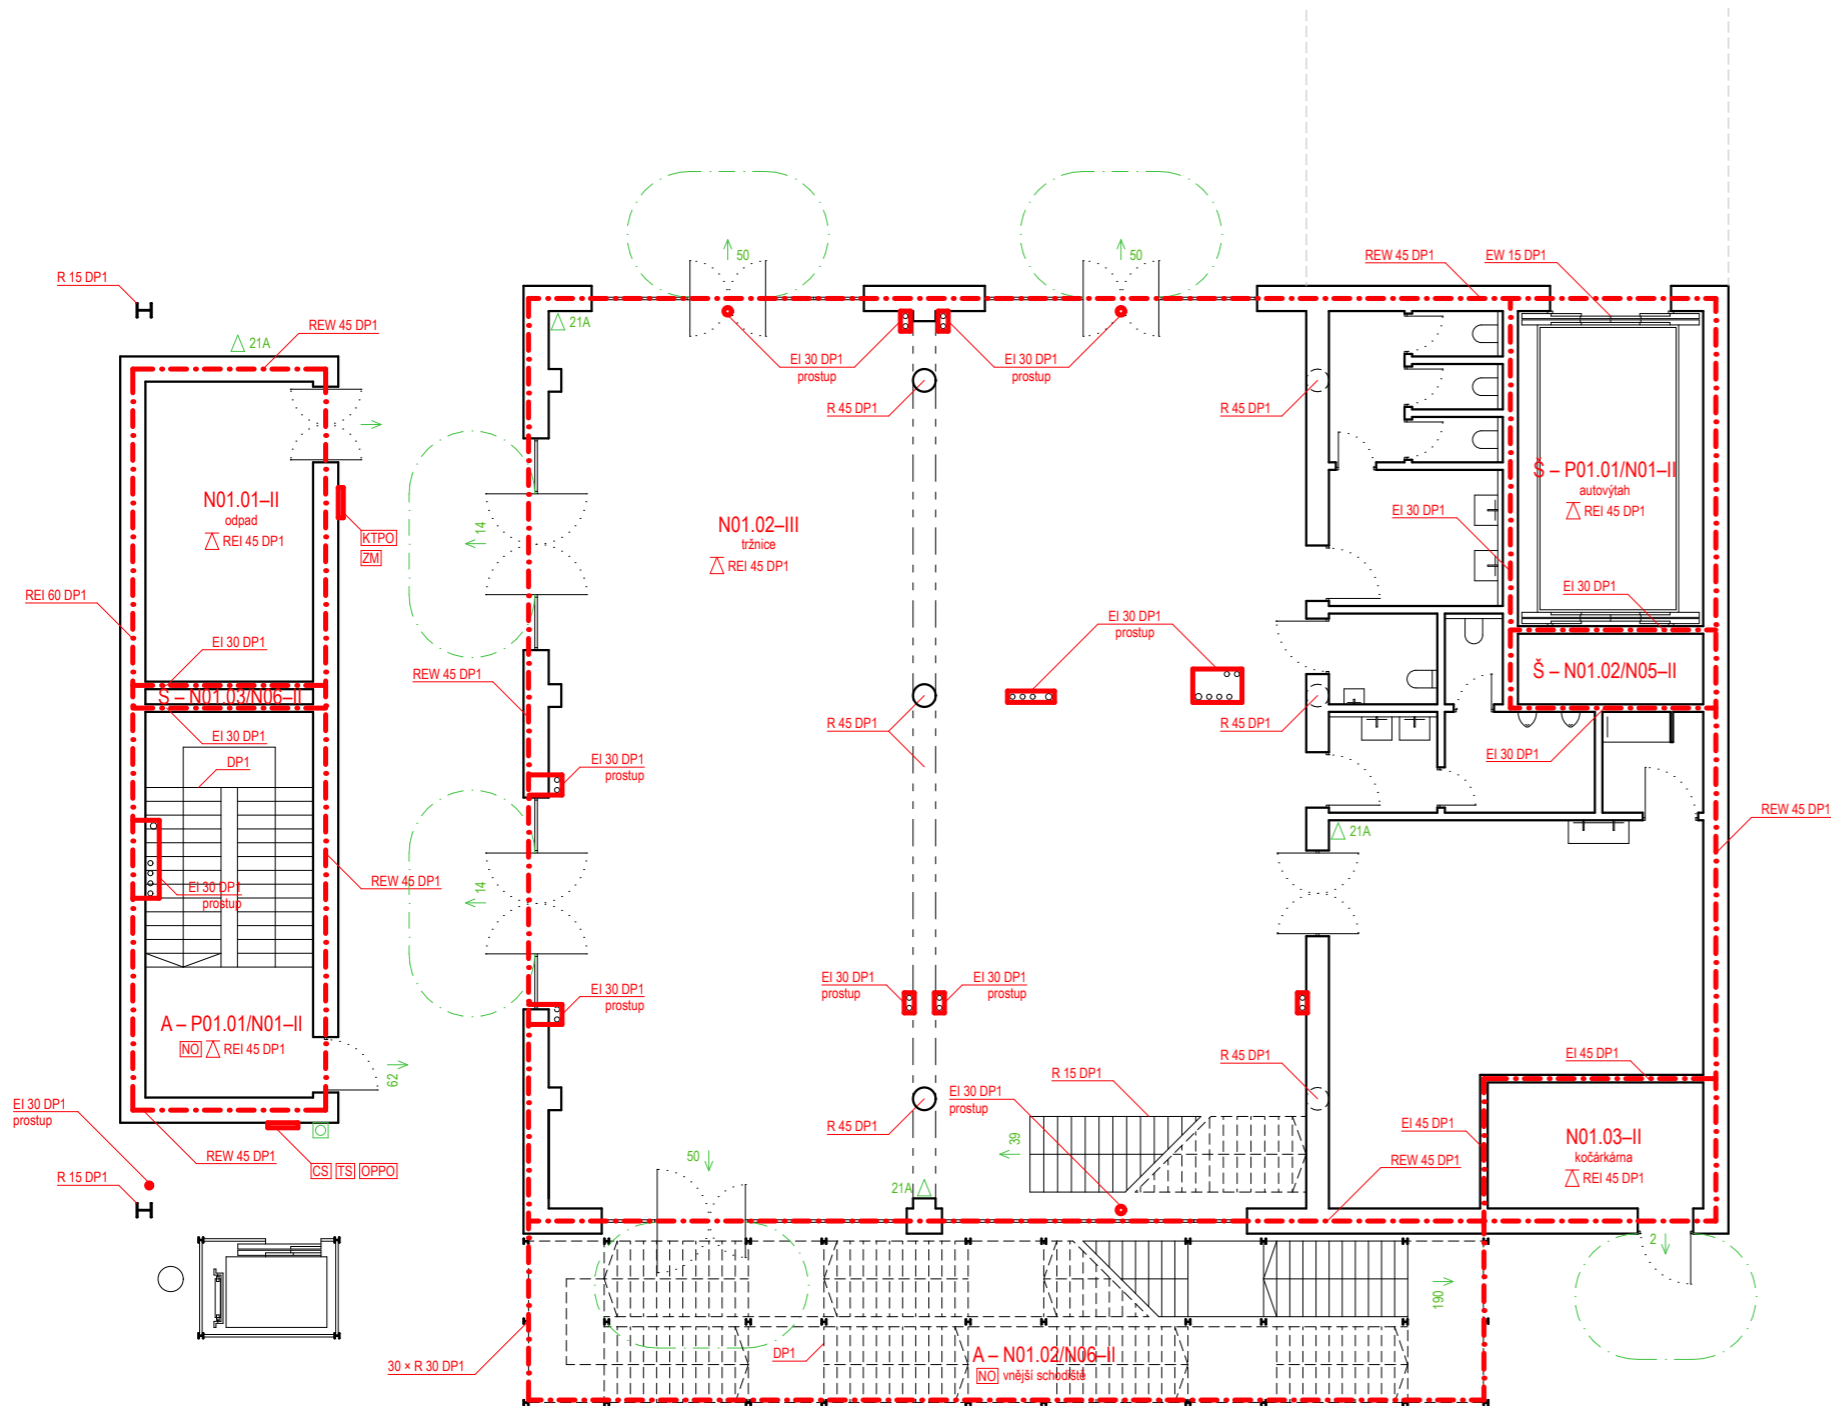 R 15 DP1
REW 45 DP1
21A
N01.01–II
odpad
REI 45 DP1
KTPO
ZM
REI 60 DP1
EI 30 DP1
Š – N01.03/N06–II
EI 30 DP1
DP1
EI 30 DP1
prostup
REW 45 DP1
A – P01.01/N01–II
NO
REI 45 DP1
62
EI 30 DP1
prostup
REW 45 DP1
R 15 DP1
CS
TS
OPPO
50
50
21A
EI 30 DP1
prostup
EI 30 DP1
prostup
R 45 DP1
R 45 DP1
REW 45 DP1
EW 15 DP1
14
N01.02–III
tržnice
REI 45 DP1
Š – P01.01/N01–II
autovýtah
REI 45 DP1
EI 30 DP1
EI 30 DP1
EI 30 DP1
prostup
REW 45 DP1
Š – N01.02/N05–II
R 45 DP1
R 45 DP1
EI 30 DP1
prostup
EI 30 DP1
REW 45 DP1
21A
14
EI 30 DP1
prostup
EI 30 DP1
prostup
EI 30 DP1
prostup
R 45 DP1
R 15 DP1
EI 30 DP1
prostup
EI 45 DP1
EI 45 DP1
R 45 DP1
39
N01.03–II
kočárkárna
REI 45 DP1
REW 45 DP1
50
21A
2
190
DP1
A – N01.02/N06–II
NO
vnější schodiště
30 × R 30 DP1